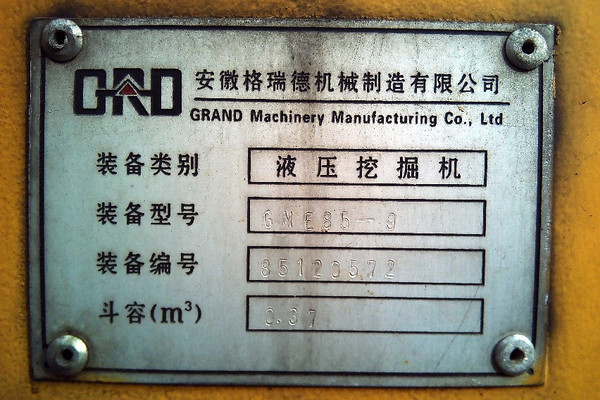 GRAND 安徽格瑞德机械制造有限公司
GRAND Machinery Manufacturing Co., Ltd
装备类别 液压挖掘机
装备型号 GME85-9
装备编号 85120572
斗容(m³) 0.37